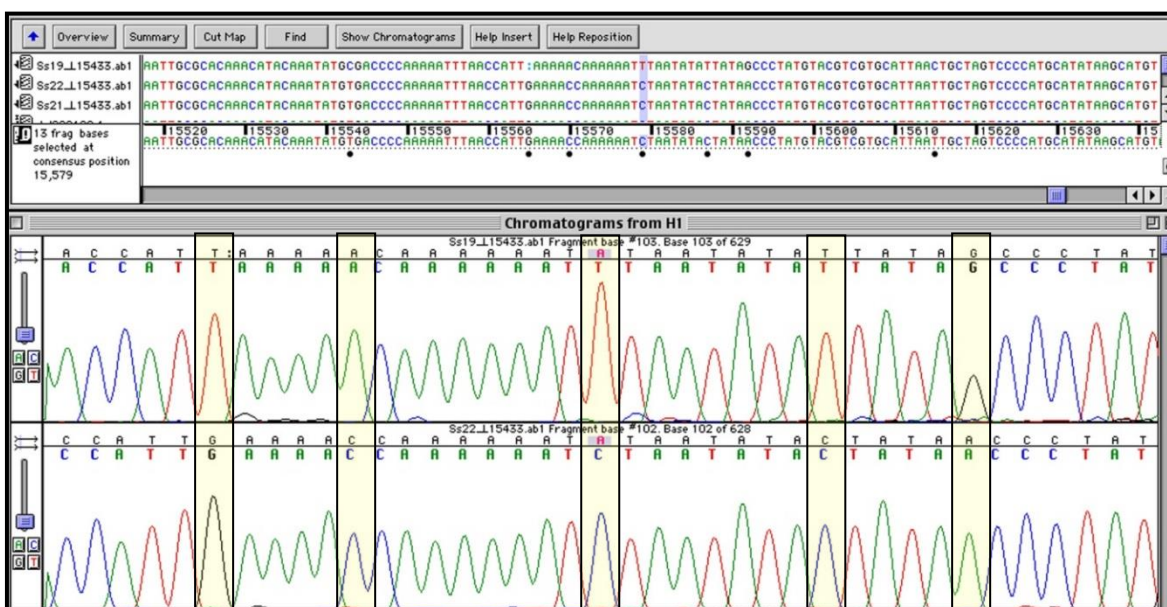 Overview Summary Cut Map Find Show Chromatograms Help Insert Help Reposition
Ss19_L15433.ab1 AATTGCGCACAAACATACAAATATGCGACCCCAAAAATTTAACCATT:AAAAACAAAAAATTTAATATATTATAGCCCTATGTACGTCGTGCATTAACTGCTAGTCCCCATGCATATAAGCATGT
Ss22_L15433.ab1 AATTGCGCACAAACATACAAATATGTGACCCCAAAAATTTAACCATTGAAAACCAAAAAATCTAATATACTATAACCCTATGTACGTCGTGCATTAATTGCTAGTCCCCATGCATATAAGCATGT
Ss21_L15433.ab1 AATTGCGCACAAACATACAAATATGTGACCCCAAAAATTTAACCATTGAAAACCAAAAAATCTAATATACTATAACCCTATGTACGTCGTGCATTAATTGCTAGTCCCCATGCATATAAGCATGT
13 frag bases selected at consensus position 15,579
15520 15530 15540 15550 15560 15570 15580 15590 15600 15610 15620 15630 15
AATTGCGCACAAACATACAAATATGTGACCCCAAAAATTTAACCATTGAAAACCAAAAAATCTAATATACTATAACCCTATGTACGTCGTGCATTAATTGCTAGTCCCCATGCATATAAGCATGT
Chromatograms from H1
Ss19_L15433.ab1 Fragment base #103. Base 103 of 629
A C C A T T : A A A A A C A A A A A A T A T A A T A T A T T A T A G C C C T A T
A C C A T T A A A A A C A A A A A A T T T A A T A T A T T A T A G C C C T A T
A C
G T
Ss22_L15433.ab1 Fragment base #102. Base 102 of 628
C C A T T G A A A A C C A A A A A A T A T A A T A T A C T A T A A C C C T A T
C C A T T G A A A A C C A A A A A A T C T A A T A T A C T A T A A C C C T A T
A C
G T